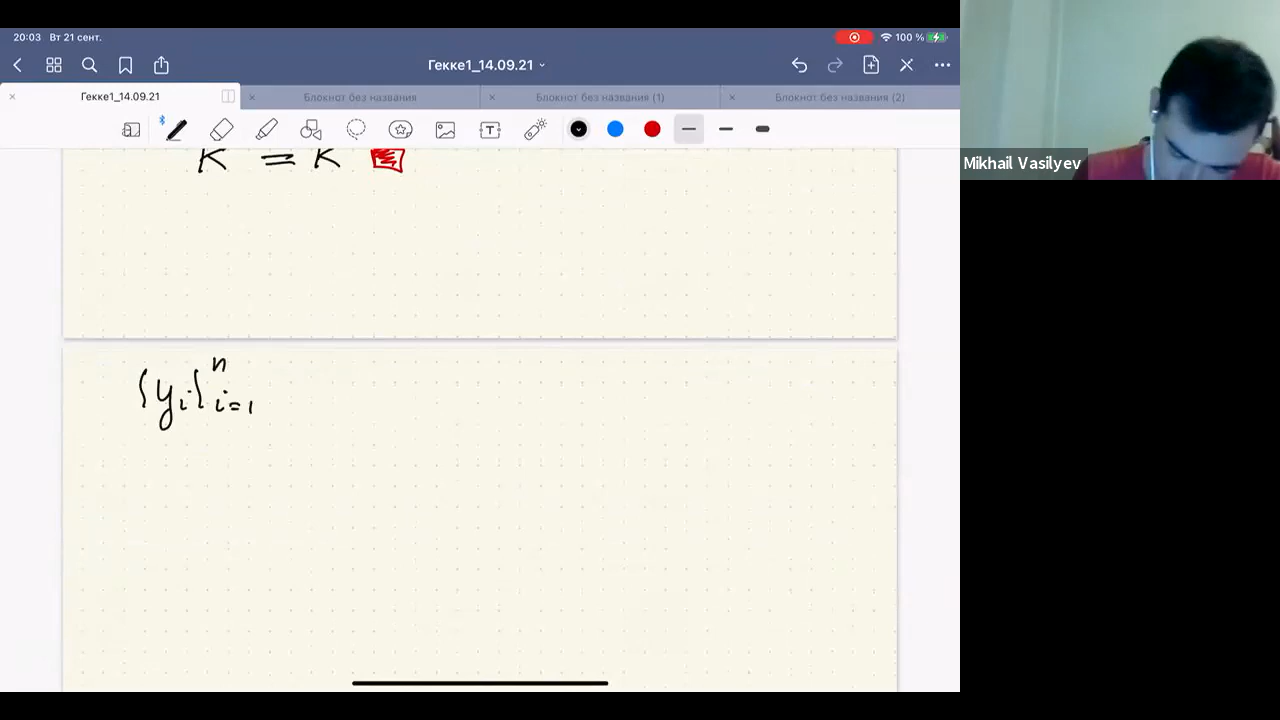 20:03 Вт 21 сент. 100 %
Гекке1_14.09.21
Гекке1_14.09.21 Блокнот без названия Блокнот без названия (1) Блокнот без названия (2)
Mikhail Vasilyev
K = K
{y_i}_{i=1}^n